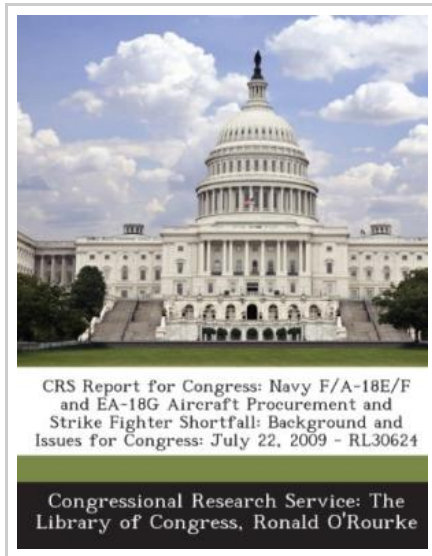 CRS Report for Congress: Navy F/A-18E/F
and EA-18G Aircraft Procurement and
Strike Fighter Shortfall: Background and
Issues for Congress: July 22, 2009 - RL30624
Congressional Research Service: The
Library of Congress, Ronald O'Rourke